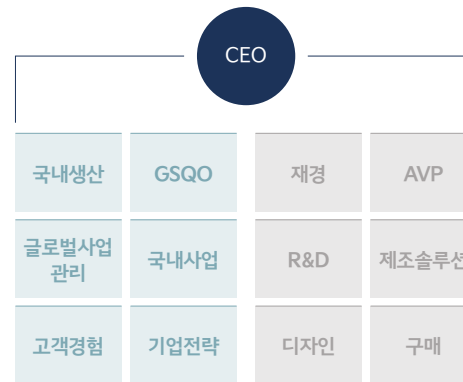 CEO
국내생산
GSQO
재경
AVP
글로벌사업
관리
국내사업
R&D
제조솔루션
고객경험
기업전략
디자인
구매